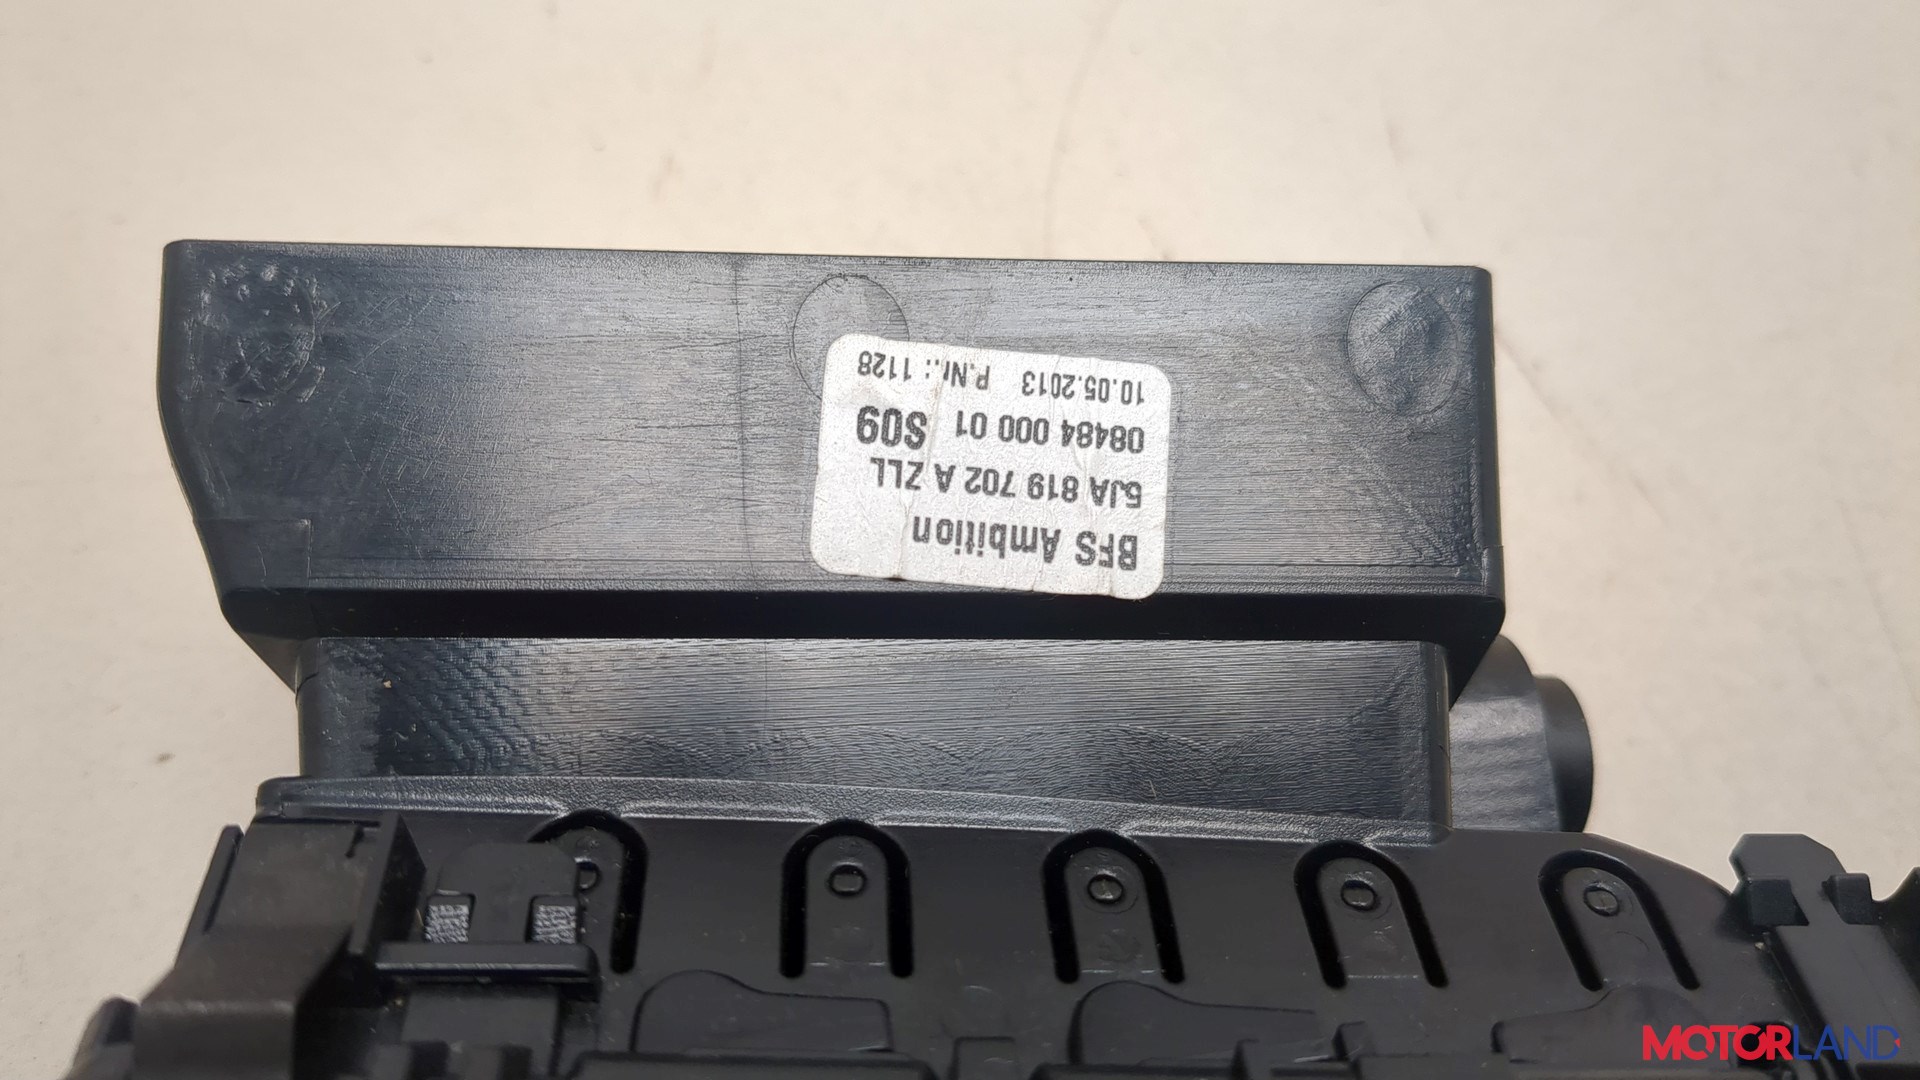 BFS Ambition
5JA 819 702 A ZLL
08484 000 01 S09
10.05.2013 P.Nr.: 1128
MOTORLAND